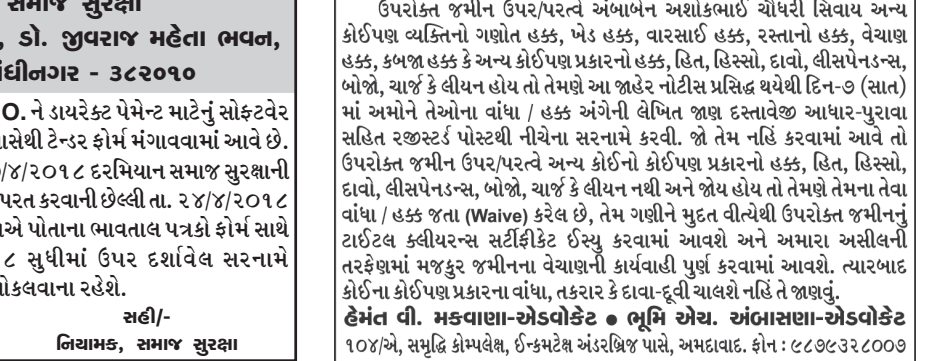 સમાજ સુરક્ષા
, ડો. જીવરાજ મહેતા ભવન,
ગાંધીનગર - ૩૮૨૦૧૦
O. ને ડાયરેક્ટ પેમેન્ટ માટેનું સોફ્ટવેર
પાસેથી ટેન્ડર ફોર્મ મંગાવવામાં આવે છે.
/૪/૨૦૧૮ દરમિયાન સમાજ સુરક્ષાની
પરત કરવાની છેલ્લી તા. ૨૪/૪/૨૦૧૮
એ પોતાના ભાવતાલ પત્રકો ફોર્મ સાથે
૮ સુધીમાં ઉપર દર્શાવેલ સરનામે
મોકલવાના રહેશે.
સહી/-
નિયામક, સમાજ સુરક્ષા
ઉપરોક્ત જમીન ઉપર/પરત્વે અંબાબેન અશોકભાઈ ચૌધરી સિવાય અન્ય
કોઈપણ વ્યક્તિનો ગણોત હક્ક, ખેડ હક્ક, વારસાઈ હક્ક, રસ્તાનો હક્ક, વેચાણ
હક્ક, કબજા હક્ક કે અન્ય કોઈપણ પ્રકારનો હક્ક, હિત, હિસ્સો, દાવો, લીસપેનડન્સ,
બોજો, ચાર્જ કે લીયન હોય તો તેમણે આ જાહેર નોટીસ પ્રસિદ્ધ થયેથી દિન-૭ (સાત)
માં અમોને તેઓના વાંધા / હક્ક અંગેની લેખિત જાણ દસ્તાવેજી આધાર-પુરાવા
સહિત રજીસ્ટર્ડ પોસ્ટથી નીચેના સરનામે કરવી. જો તેમ નહિં કરવામાં આવે તો
ઉપરોક્ત જમીન ઉપર/પરત્વે અન્ય કોઈનો કોઈપણ પ્રકારનો હક્ક, હિત, હિસ્સો,
દાવો, લીસપેનડન્સ, બોજો, ચાર્જ કે લીયન નથી અને જોય હોય તો તેમણે તેમના તેવા
વાંધા / હક્ક જતા (Waive) કરેલ છે, તેમ ગણીને મુદત વીત્યેથી ઉપરોક્ત જમીનનું
ટાઈટલ ક્લીયરન્સ સર્ટીફીકેટ ઈસ્યુ કરવામાં આવશે અને અમારા અસીલની
તરફેણમાં મજકુર જમીનના વેચાણની કાર્યવાહી પુર્ણ કરવામાં આવશે. ત્યારબાદ
કોઈના કોઈપણ પ્રકારના વાંધા, તકરાર કે દાવા-દૂવી ચાલશે નહિં તે જાણવું.
હેમંત વી. મકવાણા-એડવોકેટ ● ભૂમિ એચ. અંબાસણા-એડવોકેટ
૧૦૪/એ, સમૃદ્ધિ કોમ્પલેક્ષ, ઈન્કમટેક્ષ અંડરબ્રિજ પાસે, અમદાવાદ. ફોન : ૯૮૭૯૩૨૮૦૦૭